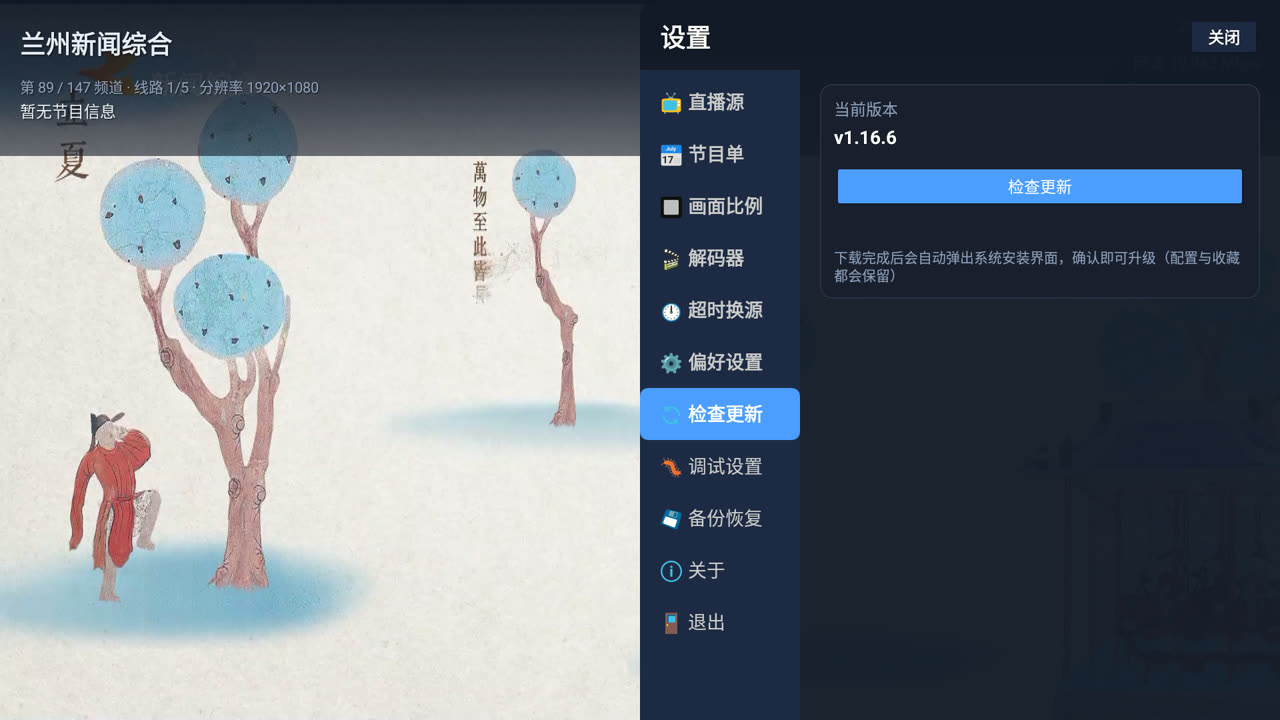 兰州新闻综合
第 89 / 147 频道 · 线路 1/5 · 分辨率 1920×1080
暂无节目信息
立夏
萬物至此皆
设置
关闭
直播源
July
17
节目单
画面比例
解码器
超时换源
偏好设置
检查更新
调试设置
备份恢复
关于
退出
当前版本
v1.16.6
检查更新
下载完成后会自动弹出系统安装界面，确认即可升级（配置与收藏
都会保留）